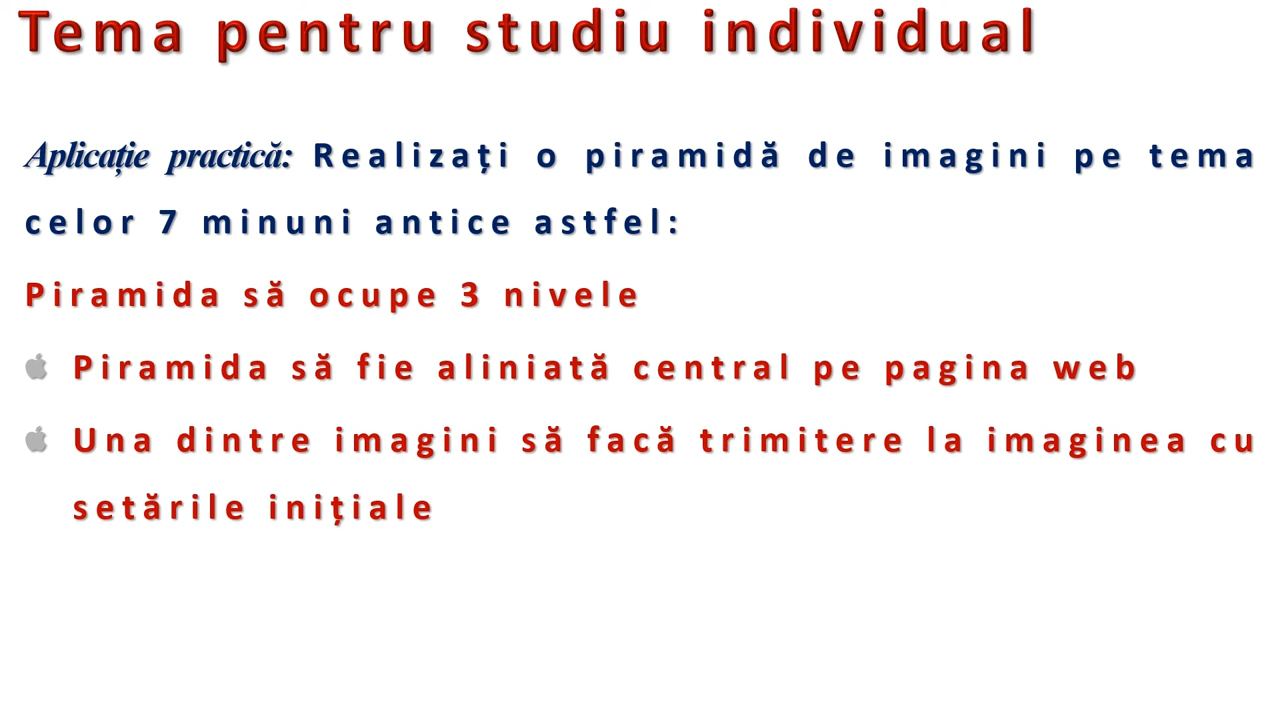 Tema pentru studiu individual
Aplicație practică: Realizați o piramidă de imagini pe tema
celor 7 minuni antice astfel:
Piramida să ocupe 3 nivele
Piramida să fie aliniată central pe pagina web
Una dintre imagini să facă trimitere la imaginea cu
setările inițiale